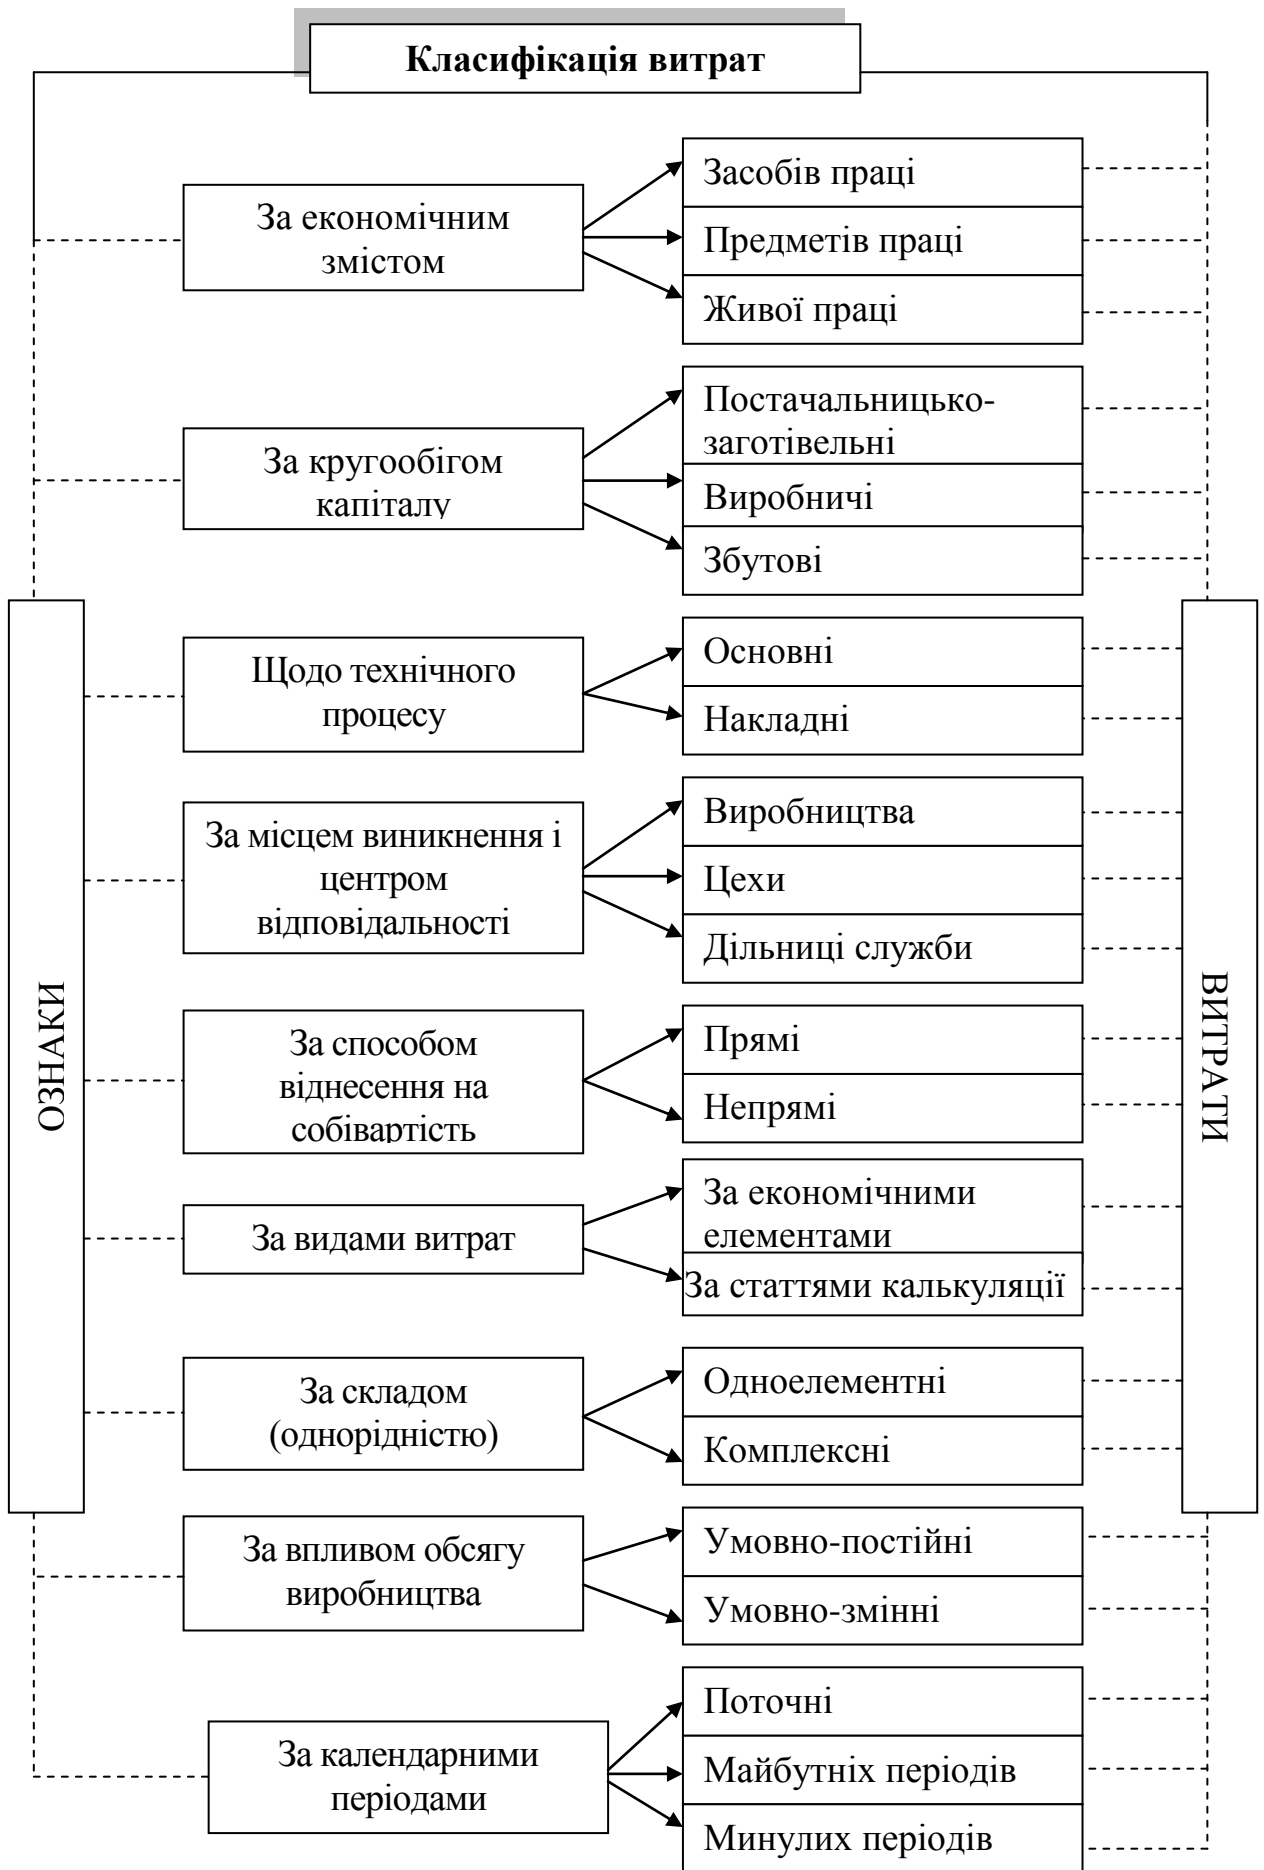 Класифікація витрат
За економічним
змістом
Засобів праці
Предметів праці
Живої праці
За кругообігом
капіталу
Постачальницько-
заготівельні
Виробничі
Збутові
Щодо технічного
процесу
Основні
Накладні
За місцем виникнення і
центром
відповідальності
Виробництва
Цехи
Дільниці служби
ОЗНАКИ
ВИТРАТИ
За способом
віднесення на
собівартість
Прямі
Непрямі
За видами витрат
За економічними
елементами
За статтями калькуляції
За складом
(однорідністю)
Одноелементні
Комплексні
За впливом обсягу
виробництва
Умовно-постійні
Умовно-змінні
За календарними
періодами
Поточні
Майбутніх періодів
Минулих періодів